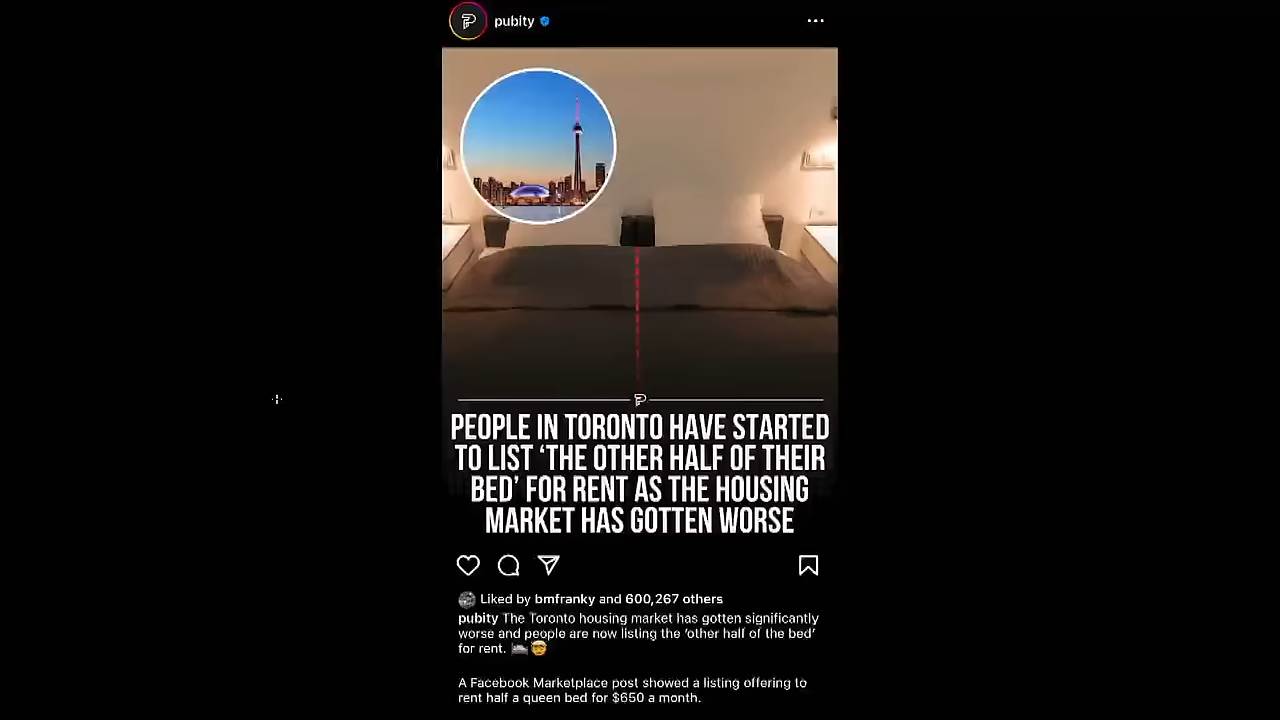 pubity
PEOPLE IN TORONTO HAVE STARTED
TO LIST ‘THE OTHER HALF OF THEIR
BED’ FOR RENT AS THE HOUSING
MARKET HAS GOTTEN WORSE
Liked by bmfranky and 600,267 others
pubity The Toronto housing market has gotten significantly
worse and people are now listing the ‘other half of the bed’
for rent. 🛏️🤯
A Facebook Marketplace post showed a listing offering to
rent half a queen bed for $650 a month.